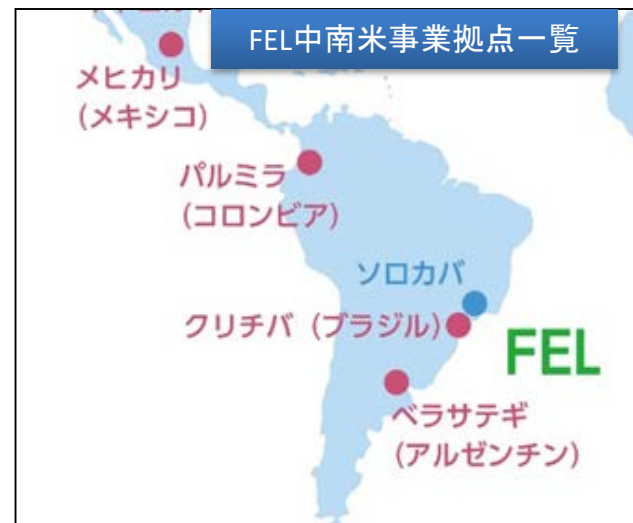 FEL中南米事業拠点一覧
メヒカリ
(メキシコ)
パルミラ
(コロンビア)
ソロカバ
クリチバ (ブラジル)
FEL
ベラサテギ
(アルゼンチン)